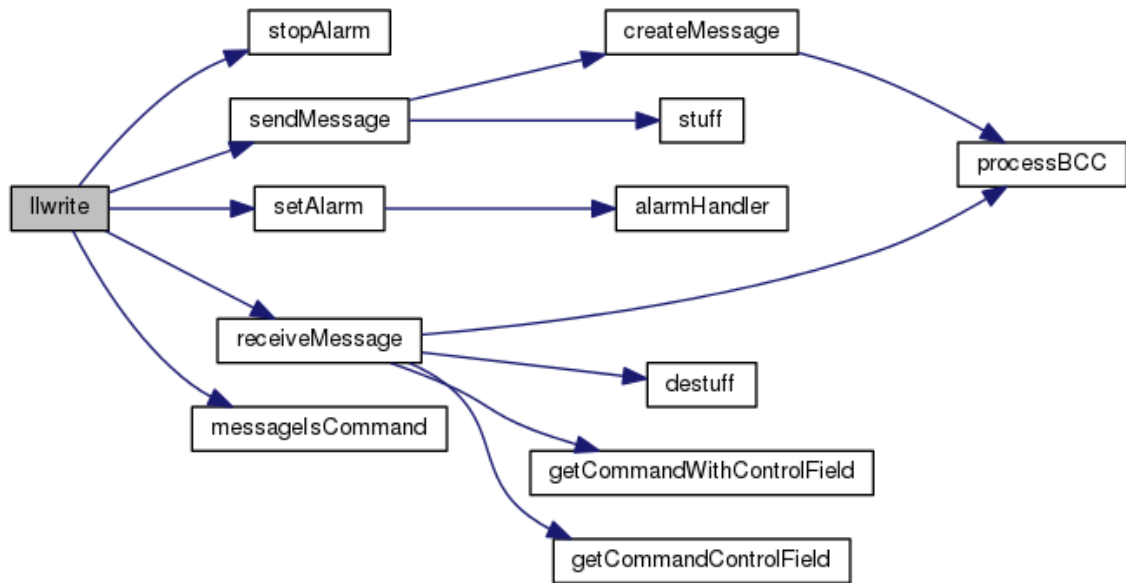 stopAlarm
createMessage
sendMessage
stuff
processBCC
llwrite
setAlarm
alarmHandler
receiveMessage
destuff
messageIsCommand
getCommandWithControlField
getCommandControlField